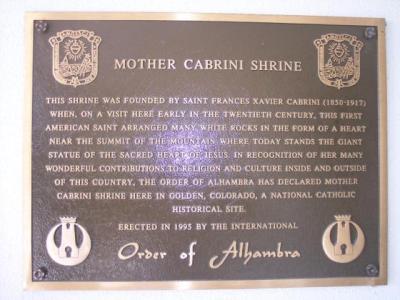 MOTHER CABRINI SHRINE
THIS SHRINE WAS FOUNDED BY SAINT FRANCES XAVIER CABRINI (1850-1917)
WHEN, ON A VISIT HERE EARLY IN THE TWENTIETH CENTURY, THIS FIRST
AMERICAN SAINT ARRANGED MANY WHITE ROCKS IN THE FORM OF A HEART
NEAR THE SUMMIT OF THE MOUNTAIN WHERE TODAY STANDS THE GIANT
STATUE OF THE SACRED HEART OF JESUS. IN RECOGNITION OF HER MANY
WONDERFUL CONTRIBUTIONS TO RELIGION AND CULTURE INSIDE AND OUTSIDE
OF THIS COUNTRY, THE ORDER OF ALHAMBRA HAS DECLARED MOTHER
CABRINI SHRINE HERE IN GOLDEN, COLORADO, A NATIONAL CATHOLIC
HISTORICAL SITE.
ERECTED IN 1995 BY THE INTERNATIONAL
Order of Alhambra